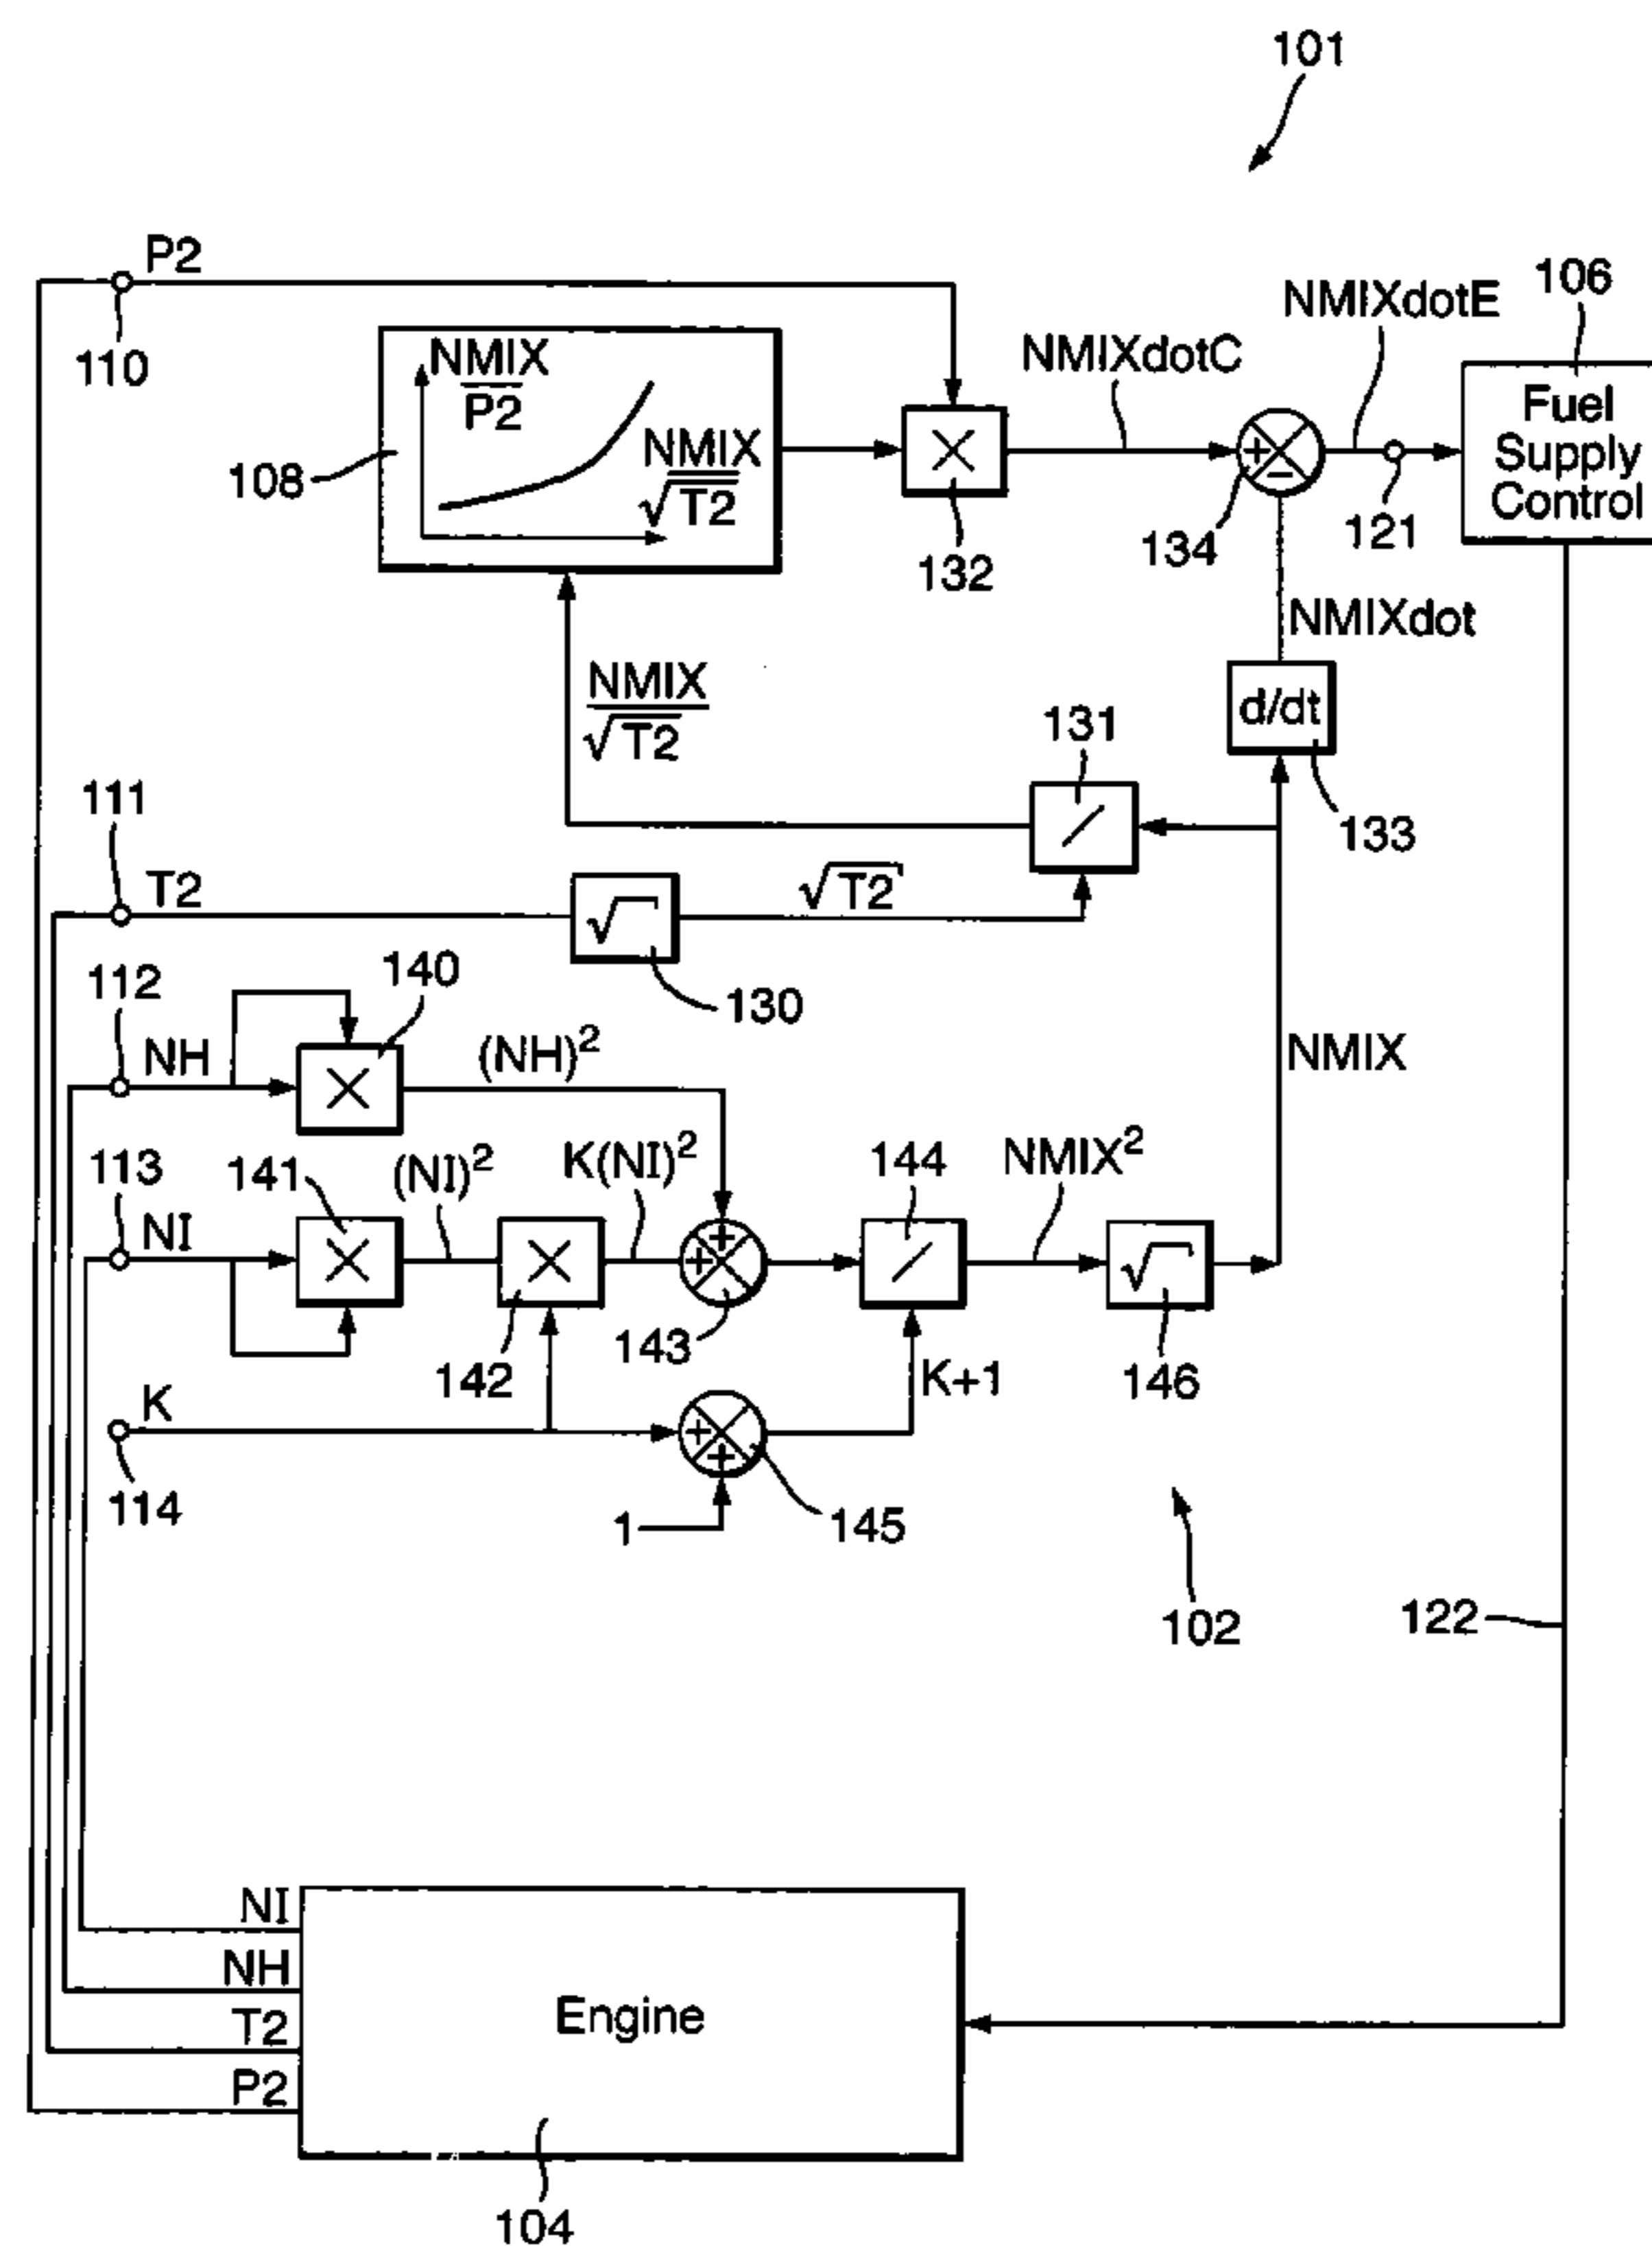 101
P2
110
NMIX
P2
NMIX
√T2
108
132
NMIXdotC
134
NMIXdotE
121
106
Fuel
Supply
Control
NMIXdot
d/dt
133
NMIX
√T2
131
111
T2
√
130
√T2
112
NH
140
(NH)²
NMIX
113
NI
141
(NI)²
142
K(NI)²
143
144
NMIX²
√
146
K
114
K+1
1
145
102
122
NI
NH
T2
P2
Engine
104